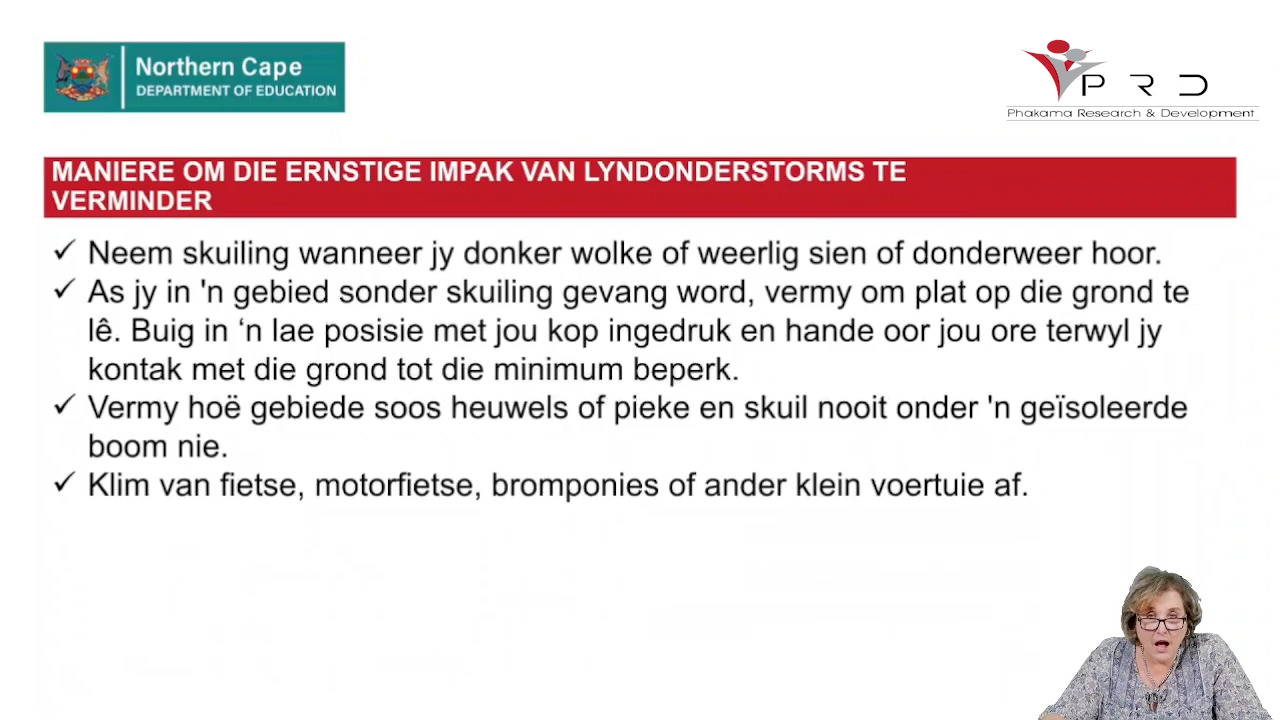 Northern Cape
DEPARTMENT OF EDUCATION
P R D
Phakama Research & Development
MANIERE OM DIE ERNSTIGE IMPAK VAN LYNDONDERSTORMS TE
VERMINDER
✓ Neem skuiling wanneer jy donker wolke of weerlig sien of donderweer hoor.
✓ As jy in 'n gebied sonder skuiling gevang word, vermy om plat op die grond te
lê. Buig in ‘n lae posisie met jou kop ingedruk en hande oor jou ore terwyl jy
kontak met die grond tot die minimum beperk.
✓ Vermy hoë gebiede soos heuwels of pieke en skuil nooit onder 'n geïsoleerde
boom nie.
✓ Klim van fietse, motorfietse, bromponies of ander klein voertuie af.